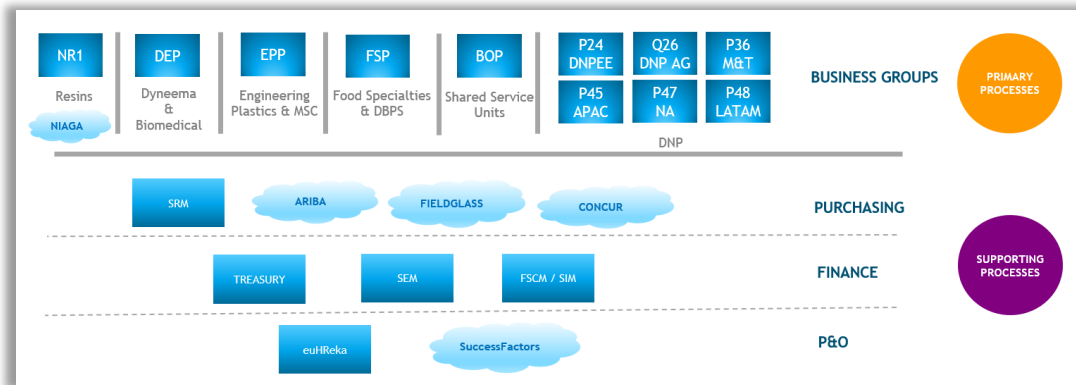 NR1
DEP
EPP
FSP
BOP
P24
DNPEE
Q26
DNP AG
P36
M&T
P45
APAC
P47
NA
P48
LATAM
BUSINESS GROUPS
PRIMARY
PROCESSES
Resins
NIAGA
Dyneema
&
Biomedical
Engineering
Plastics & MSC
Food Specialties
& DBPS
Shared Service
Units
DNP
SRM
ARIBA
FIELDGLASS
CONCUR
PURCHASING
TREASURY
SEM
FSCM / SIM
FINANCE
SUPPORTING
PROCESSES
euHReka
SuccessFactors
P&O